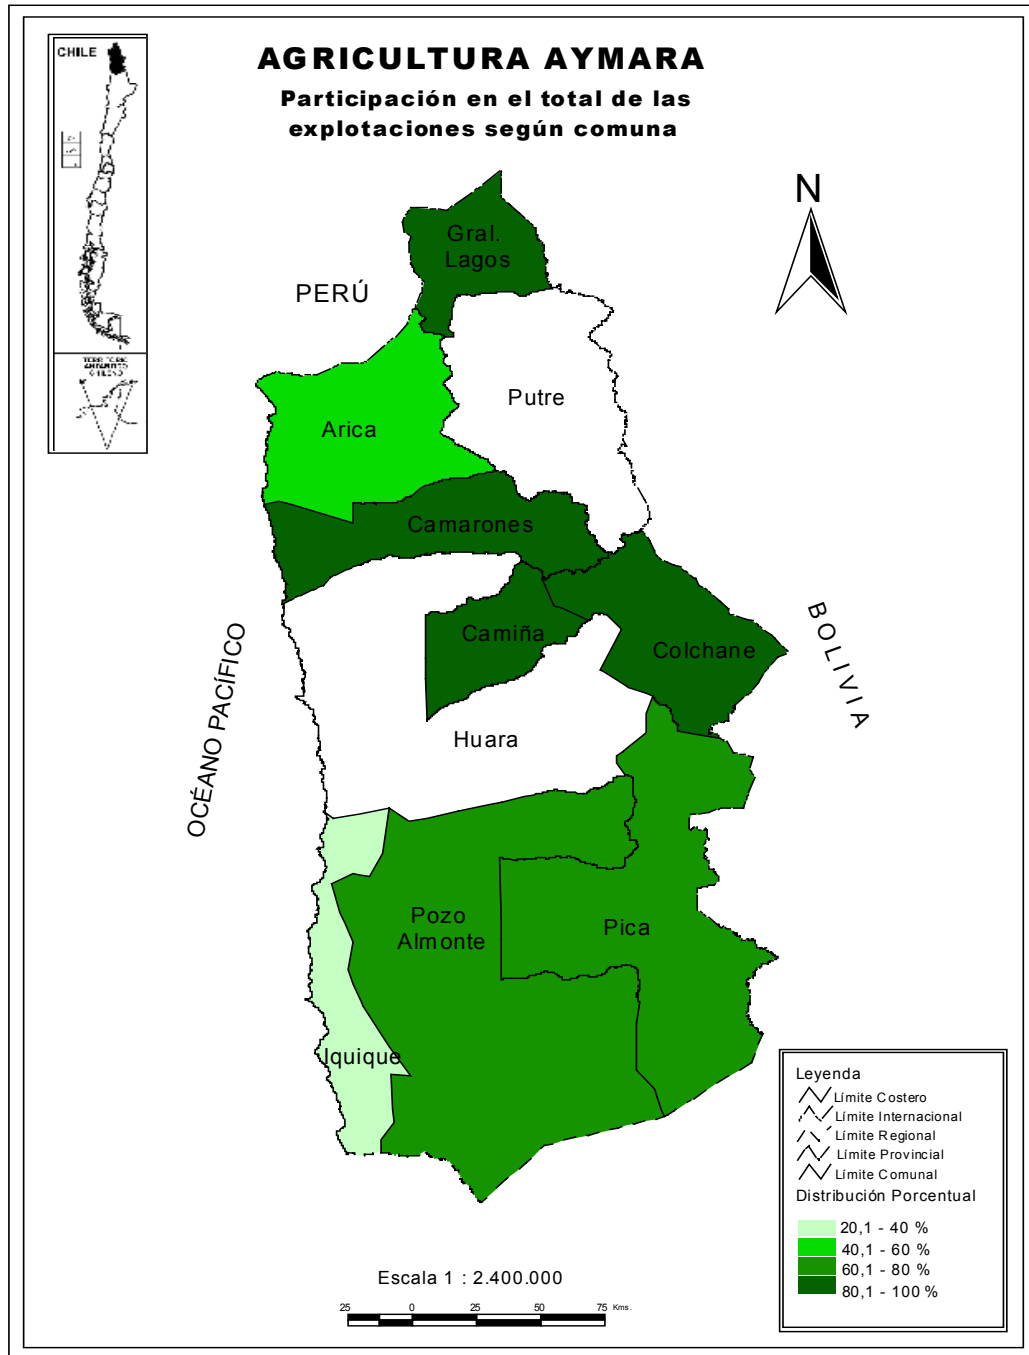 CHILE
TERRITORIO
ANTARTICO
CHILENO
AGRICULTURA AYMARA
Participación en el total de las
explotaciones según comuna
N
PERÚ
Gral.
Lagos
Putre
Arica
Camarones
Camiña
Colchane
BOLIVIA
OCÉANO PACÍFICO
Huara
Pozo
Almonte
Pica
Iquique
Leyenda
Límite Costero
Límite Internacional
Límite Regional
Límite Provincial
Límite Comunal
Distribución Porcentual
20,1 - 40 %
40,1 - 60 %
60,1 - 80 %
80,1 - 100 %
Escala 1 : 2.400.000
25 0 25 50 75 Kms.